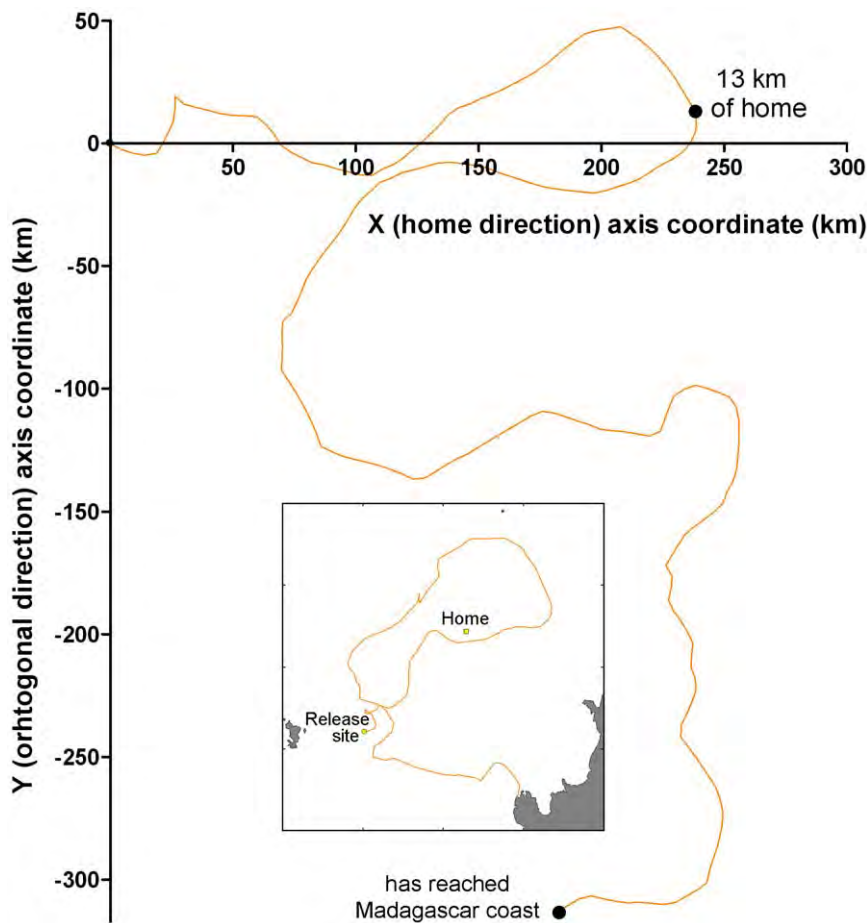 50
13 km
of home
0
50
100
150
200
250
300
X (home direction) axis coordinate (km)
-50
-100
-150
-200
-250
-300
Y (orhtogonal direction) axis coordinate (km)
Home
Release
site
has reached
Madagascar coast